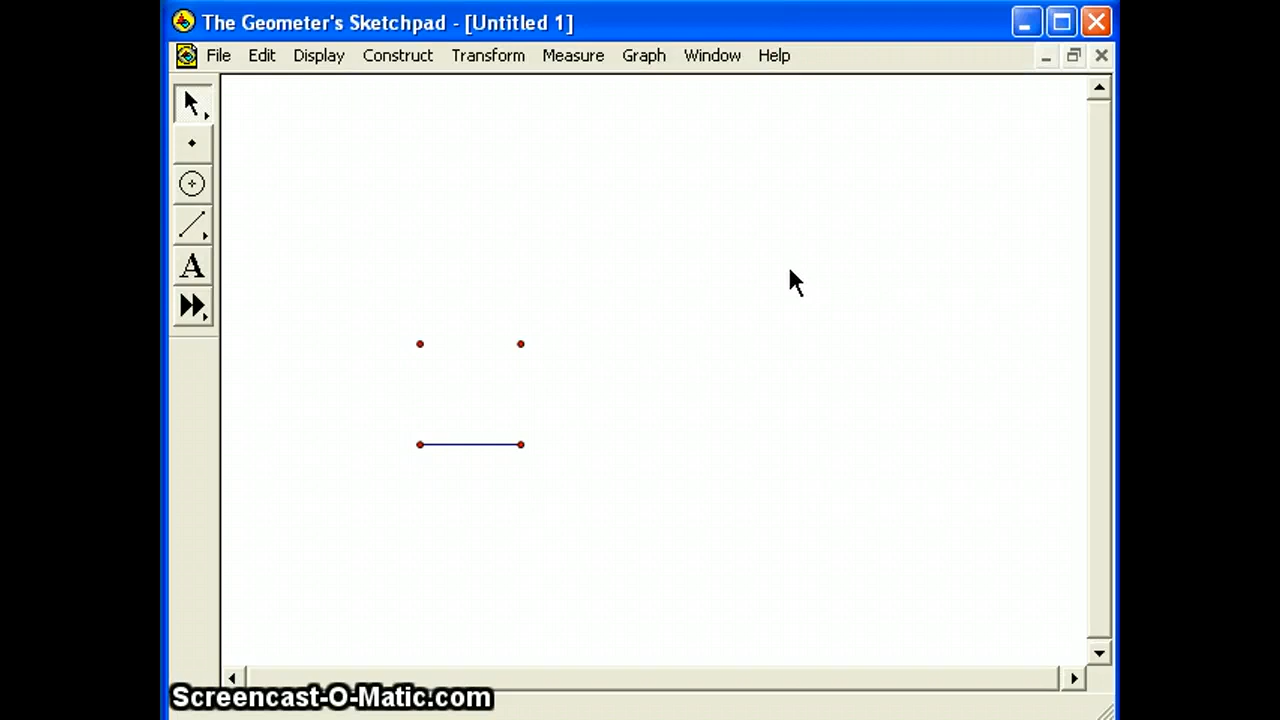 The Geometer's Sketchpad - [Untitled 1]
File Edit Display Construct Transform Measure Graph Window Help
A
Screencast-O-Matic.com